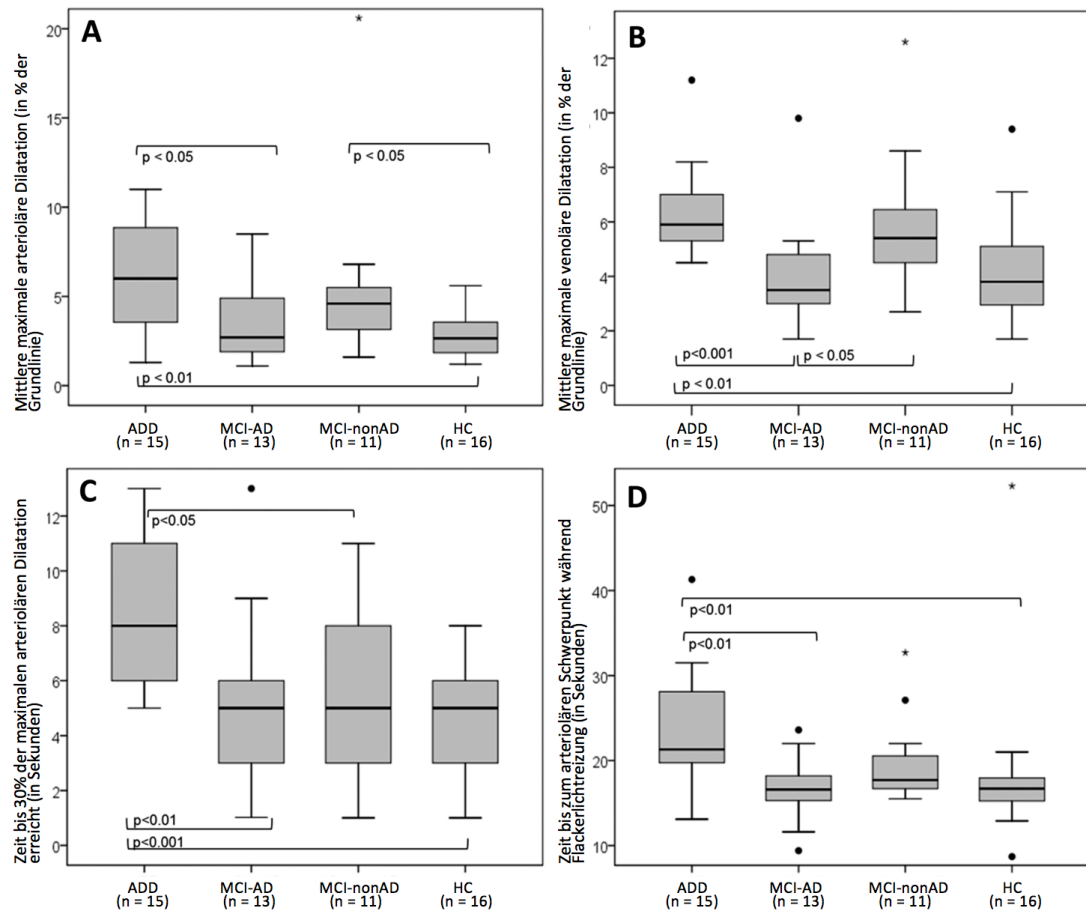 A
Mittlere maximale arterioläre Dilatation (in % der
Grundlinie)
20
15
10
5
0
p < 0.05
p < 0.05
p < 0.01
ADD
(n = 15)
MCI-AD
(n = 13)
MCI-nonAD
(n = 11)
HC
(n = 16)
B
Mittlere maximale venoläre Dilatation (in % der
Grundlinie)
12
10
8
6
4
2
0
p<0.001
p < 0.05
p < 0.01
ADD
(n = 15)
MCI-AD
(n = 13)
MCI-nonAD
(n = 11)
HC
(n = 16)
C
Zeit bis 30% der maximalen arteriolären Dilatation
erreicht (in Sekunden)
12
10
8
6
4
2
0
p<0.05
p<0.01
p<0.001
ADD
(n = 15)
MCI-AD
(n = 13)
MCI-nonAD
(n = 11)
HC
(n = 16)
D
Zeit bis zum arteriolären Schwerpunkt während
Flackerlichtreizung (in Sekunden)
50
40
30
20
10
p<0.01
p<0.01
ADD
(n = 15)
MCI-AD
(n = 13)
MCI-nonAD
(n = 11)
HC
(n = 16)